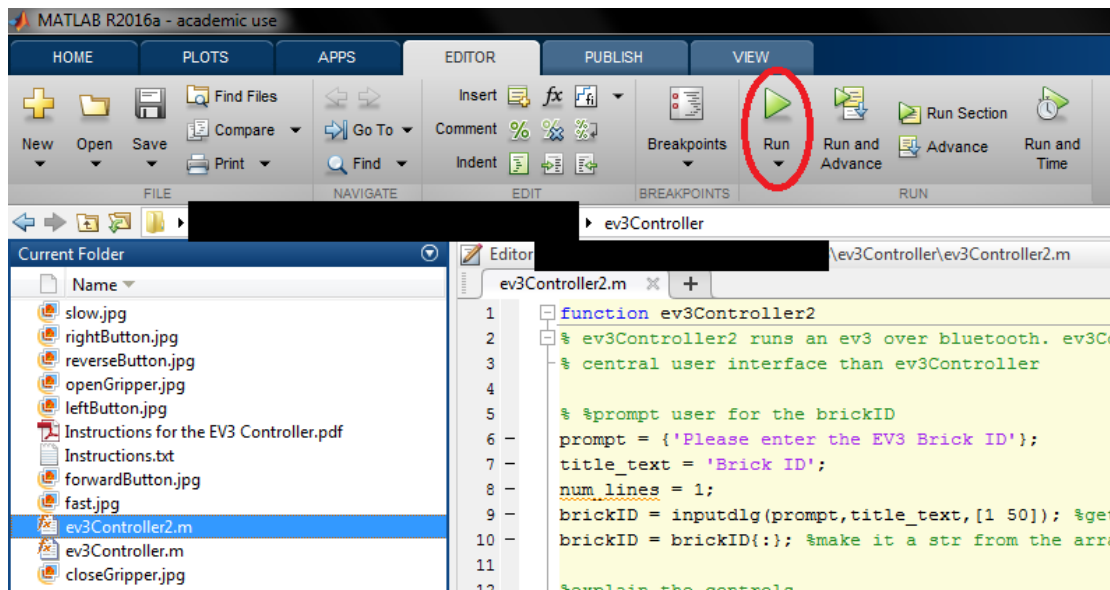 MATLAB R2016a - academic use
HOME PLOTS APPS EDITOR PUBLISH VIEW
New Open Save
Find Files
Compare
Print
FILE
Go To
Find
NAVIGATE
Insert fx fi
Comment % % %
Indent
EDIT
Breakpoints
BREAKPOINTS
Run
Run and Advance
Run Section
Advance
Run and Time
RUN
ev3Controller
Current Folder
Name
slow.jpg
rightButton.jpg
reverseButton.jpg
openGripper.jpg
leftButton.jpg
Instructions for the EV3 Controller.pdf
Instructions.txt
forwardButton.jpg
fast.jpg
ev3Controller2.m
ev3Controller.m
closeGripper.jpg
Editor \ev3Controller\ev3Controller2.m
ev3Controller2.m
1 function ev3Controller2
2 % ev3Controller2 runs an ev3 over bluetooth. ev3Co
3 % central user interface than ev3Controller
4
5 % %prompt user for the brickID
6 prompt = {'Please enter the EV3 Brick ID'};
7 title_text = 'Brick ID';
8 num_lines = 1;
9 brickID = inputdlg(prompt,title_text,[1 50]); %get
10 brickID = brickID{:}; %make it a str from the arra
11
12 %explain the controls